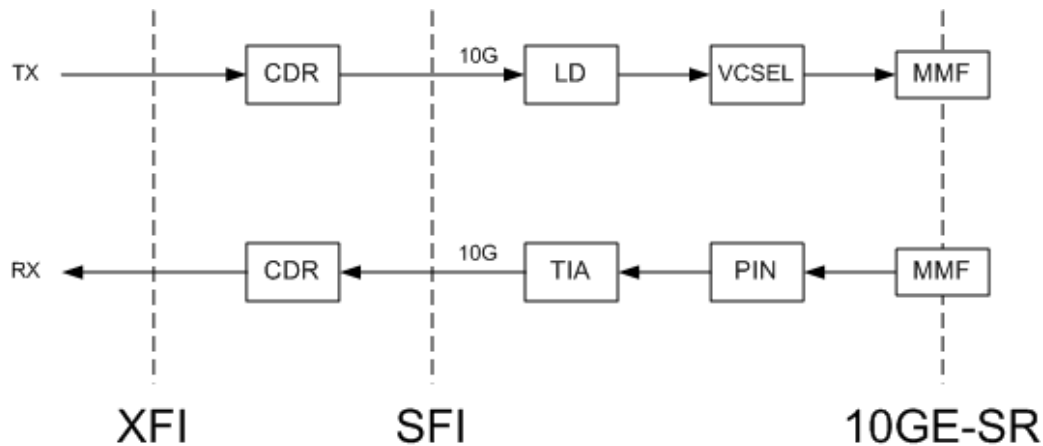 TX
CDR
10G
LD
VCSEL
MMF
RX
CDR
10G
TIA
PIN
MMF
XFI
SFI
10GE-SR